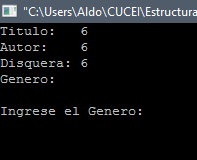 "C:\Users\Aldo\CUCEI\Estructura
Titulo: 6
Autor: 6
Disquera: 6
Genero:
Ingrese el Genero: